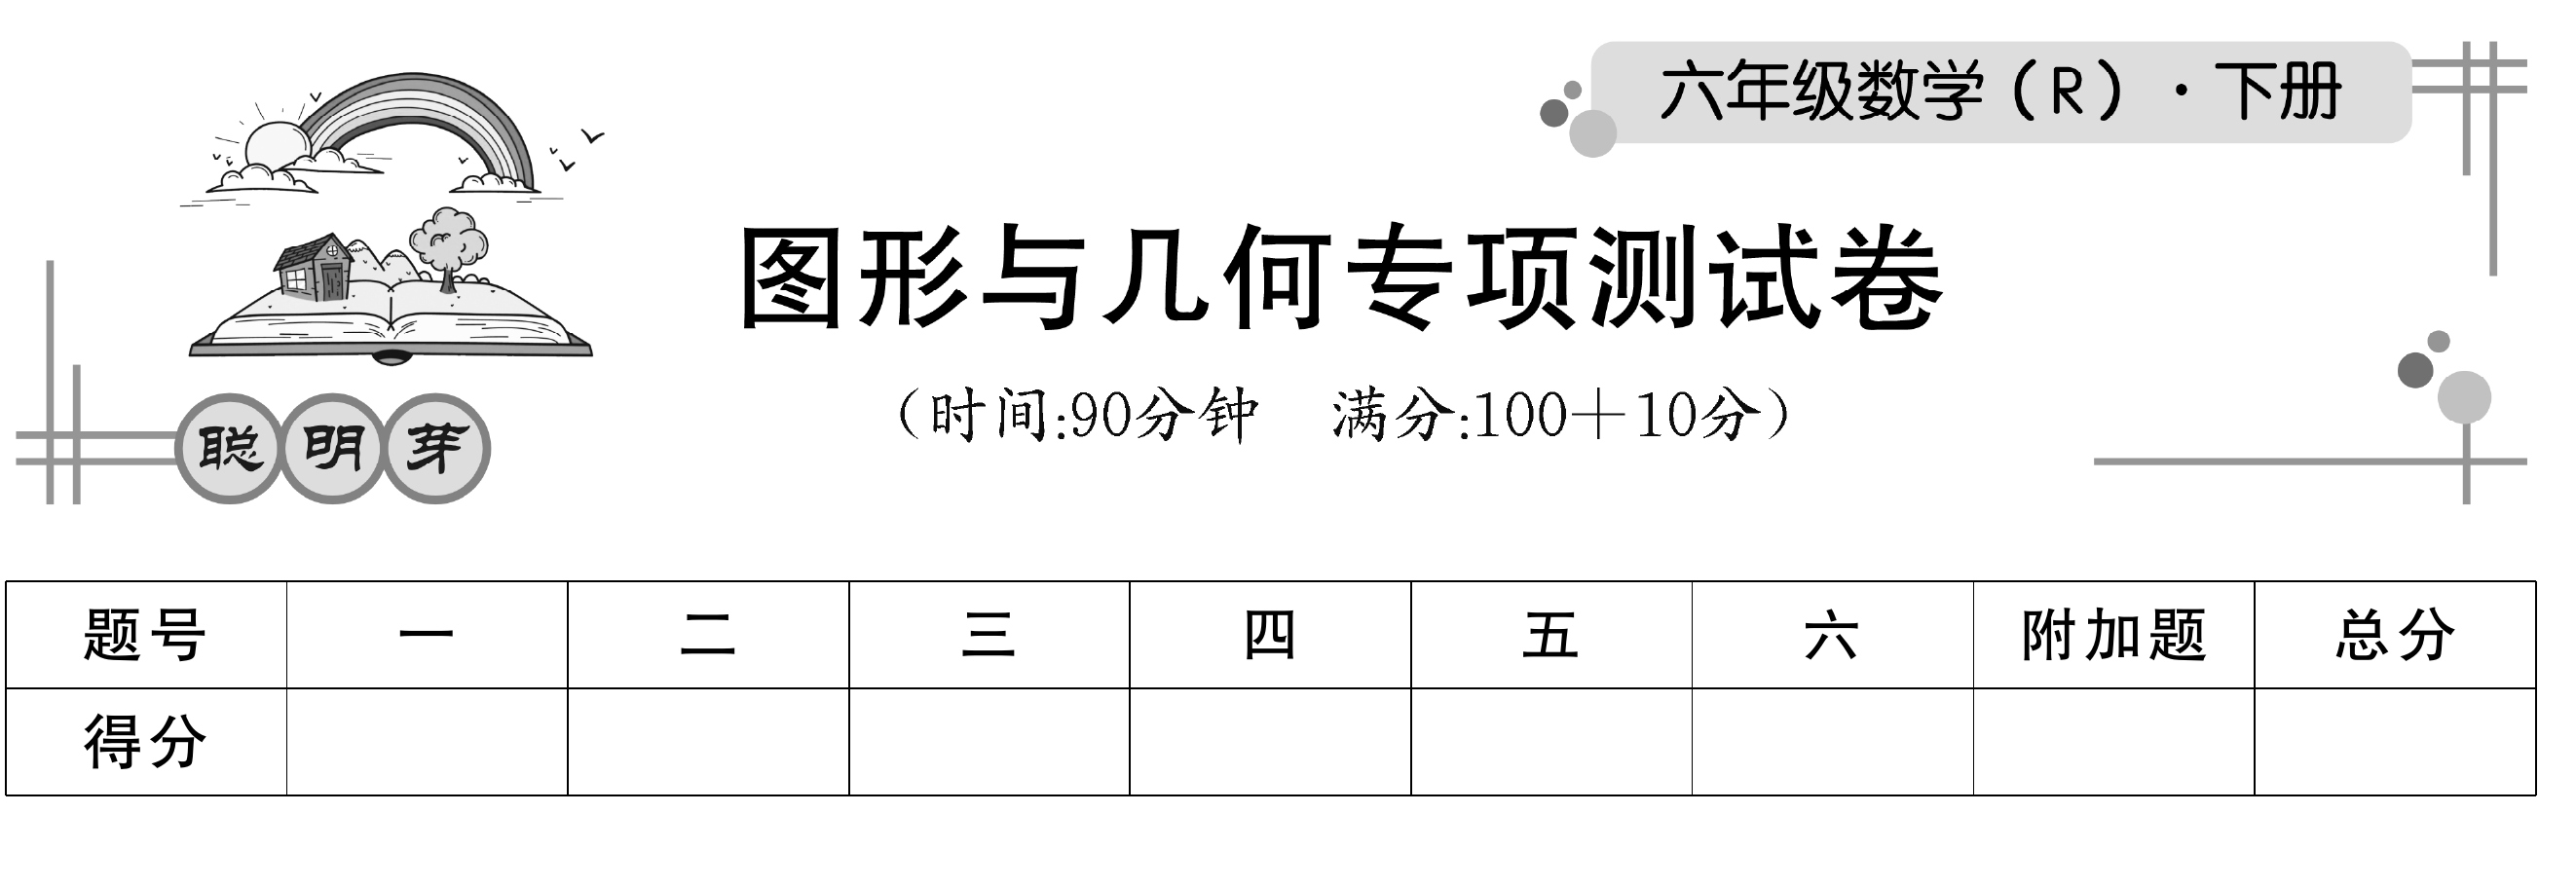 六年级数学（R）·下册
图形与几何专项测试卷
（时间:90分钟　满分:100+10分）
聪明芽
题号 一 二 三 四 五 六 附加题 总分
得分